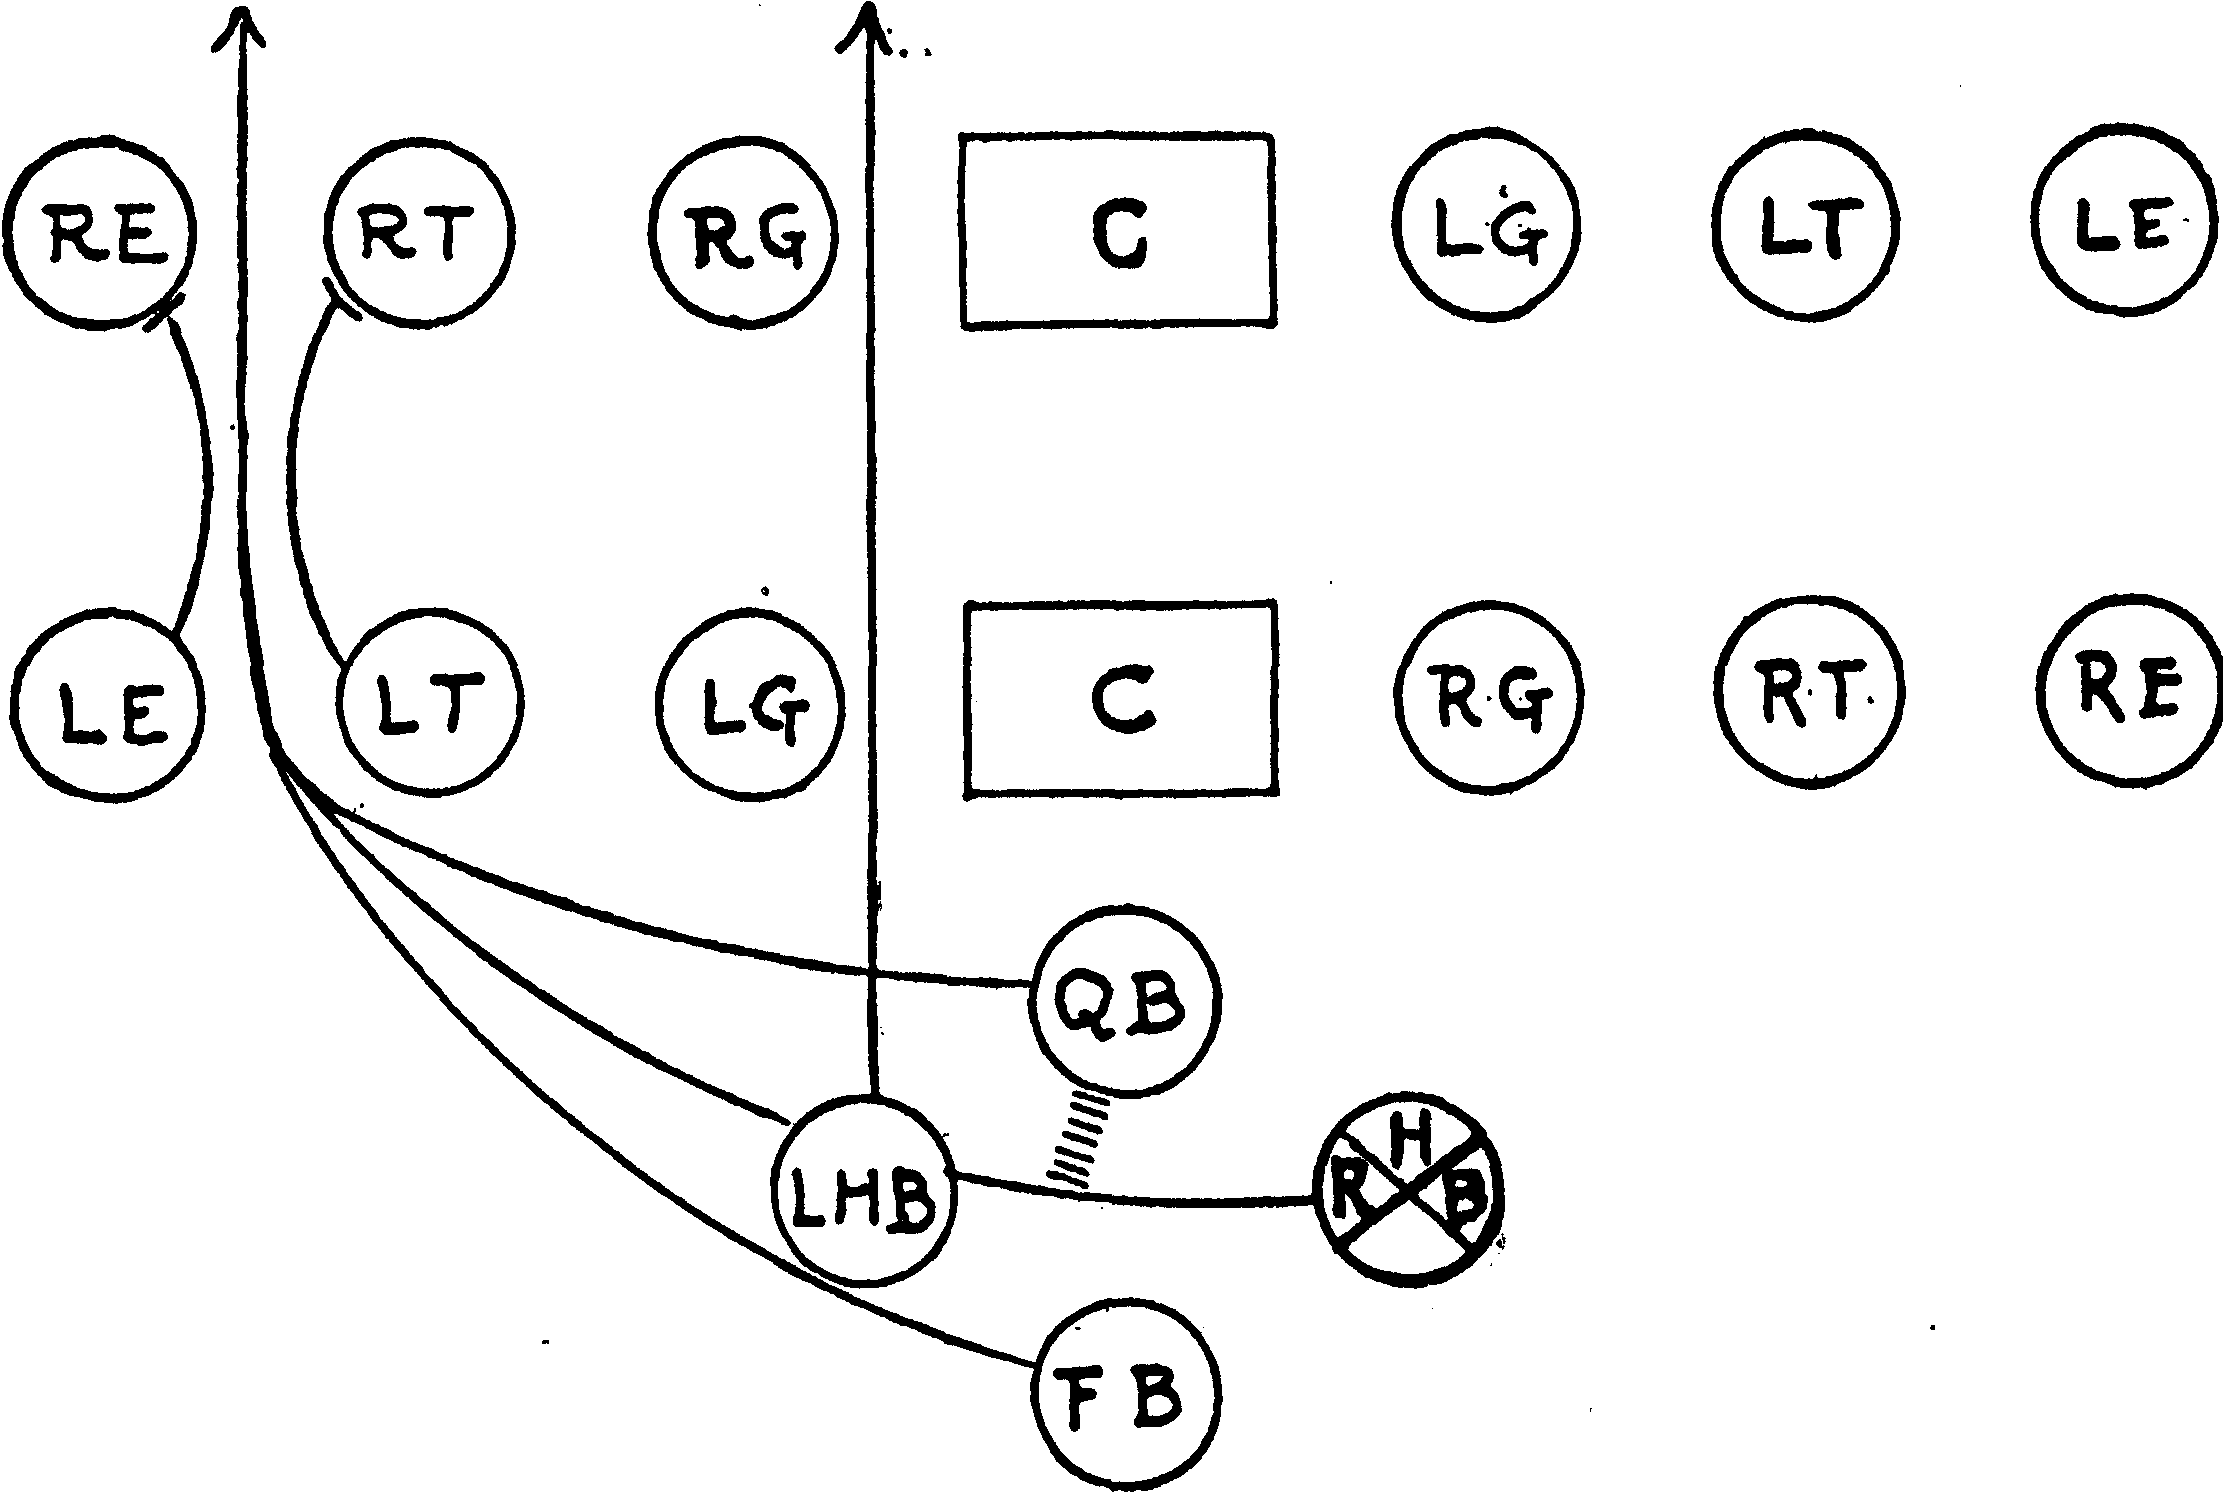 RE RT RG C LG LT LE
LE LT LG C RG RT RE
QB
LHB RHB
FB